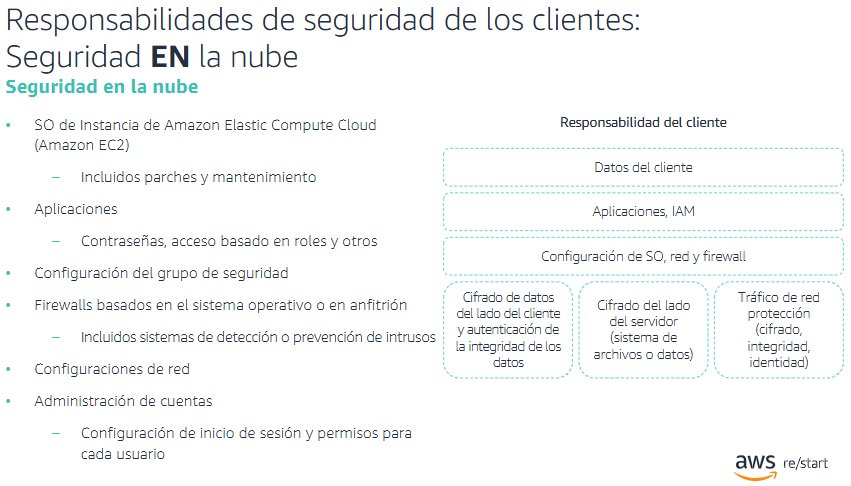 Responsabilidades de seguridad de los clientes:
Seguridad EN la nube
Seguridad en la nube
• SO de Instancia de Amazon Elastic Compute Cloud
(Amazon EC2)
– Incluidos parches y mantenimiento
• Aplicaciones
– Contraseñas, acceso basado en roles y otros
• Configuración del grupo de seguridad
• Firewalls basados en el sistema operativo o en anfitrión
– Incluidos sistemas de detección o prevención de intrusos
• Configuraciones de red
• Administración de cuentas
– Configuración de inicio de sesión y permisos para
cada usuario
Responsabilidad del cliente
Datos del cliente
Aplicaciones, IAM
Configuración de SO, red y firewall
Cifrado de datos
del lado del cliente
y autenticación de
la integridad de los
datos
Cifrado del lado
del servidor
(sistema de
archivos o datos)
Tráfico de red
protección
(cifrado,
integridad,
identidad)
aws re/start